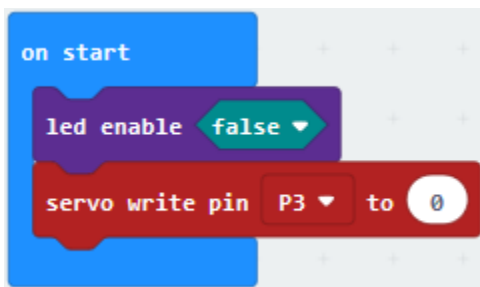 on start
led enable false
servo write pin P3 to 0